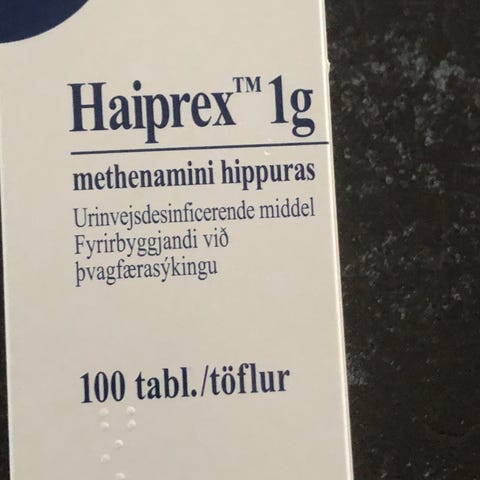 Haiprex™ 1g
methenamini hippuras
Urinvejsdesinficerende middel
Fyrirbyggjandi við
þvagfærasýkingu
100 tabl./töflur